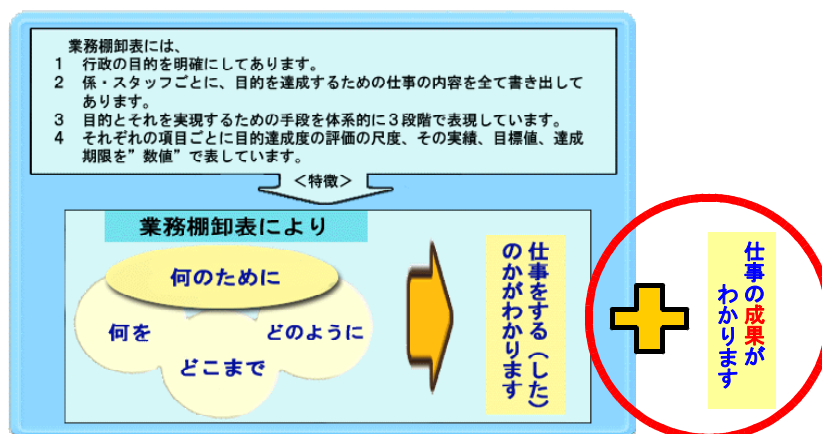 業務棚卸表には、
1 行政の目的を明確にしてあります。
2 係・スタッフごとに、目的を達成するための仕事の内容を全て書き出して
あります。
3 目的とそれを実現するための手段を体系的に3段階で表現しています。
4 それぞれの項目ごとに目的達成度の評価の尺度、その実績、目標値、達成
期限を”数値”で表しています。
＜特徴＞
業務棚卸表により
何のために
何を
どのように
どこまで
仕事をする（した）
のかがわかります
仕事の成果が
わかります